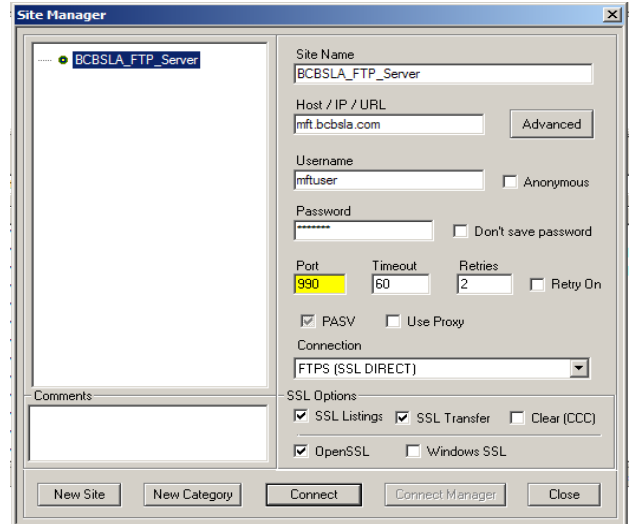 Site Manager
BCBSLA_FTP_Server
Site Name
BCBSLA_FTP_Server
Host / IP / URL
mft.bcbsla.com
Advanced
Username
mftuser
Anonymous
Password
*******
Don't save password
Port Timeout Retries
990 60 2 Retry On
PASV Use Proxy
Connection
FTPS (SSL DIRECT)
Comments
SSL Options
SSL Listings SSL Transfer Clear (CCC)
OpenSSL Windows SSL
New Site New Category Connect Connect Manager Close